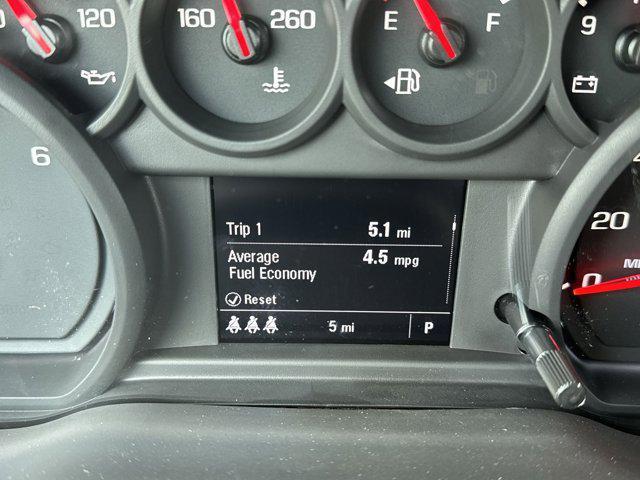 120
160 260
E F
9
6
Trip 1 5.1 mi
Average 4.5 mpg
Fuel Economy
Reset
5 mi P
20
0